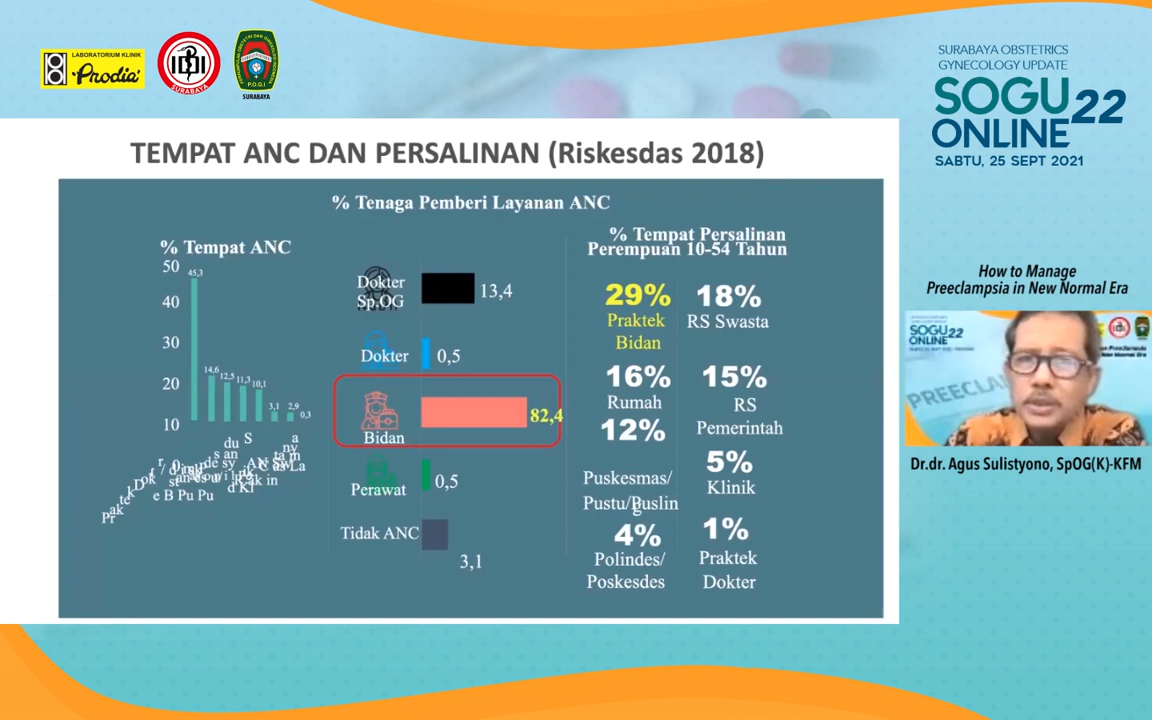 LABORATORIUM KLINIK
Prodia
IBI
SURABAYA
P.O.G.I
SURABAYA
SURABAYA OBSTETRICS
GYNECOLOGY UPDATE
SOGU 22
ONLINE
SABTU, 25 SEPT 2021
TEMPAT ANC DAN PERSALINAN (Riskesdas 2018)
% Tenaga Pemberi Layanan ANC
% Tempat ANC
50
40
30
20
10
45,3
14,6
12,5
11,3
10,1
3,1
2,9
0,3
Dokter
Sp.OG
13,4
Dokter
0,5
Bidan
82,4
Perawat
0,5
Tidak ANC
3,1
% Tempat Persalinan
Perempuan 10-54 Tahun
29%
Praktek
Bidan
18%
RS Swasta
16%
Rumah
15%
RS
Pemerintah
12%
Puskesmas/
Pustu/Puslin
g
5%
Klinik
4%
Polindes/
Poskesdes
1%
Praktek
Dokter
How to Manage
Preeclampsia in New Normal Era
SOGU 22
ONLINE
PREECLAM
Dr.dr. Agus Sulistyono, SpOG(K)-KFM